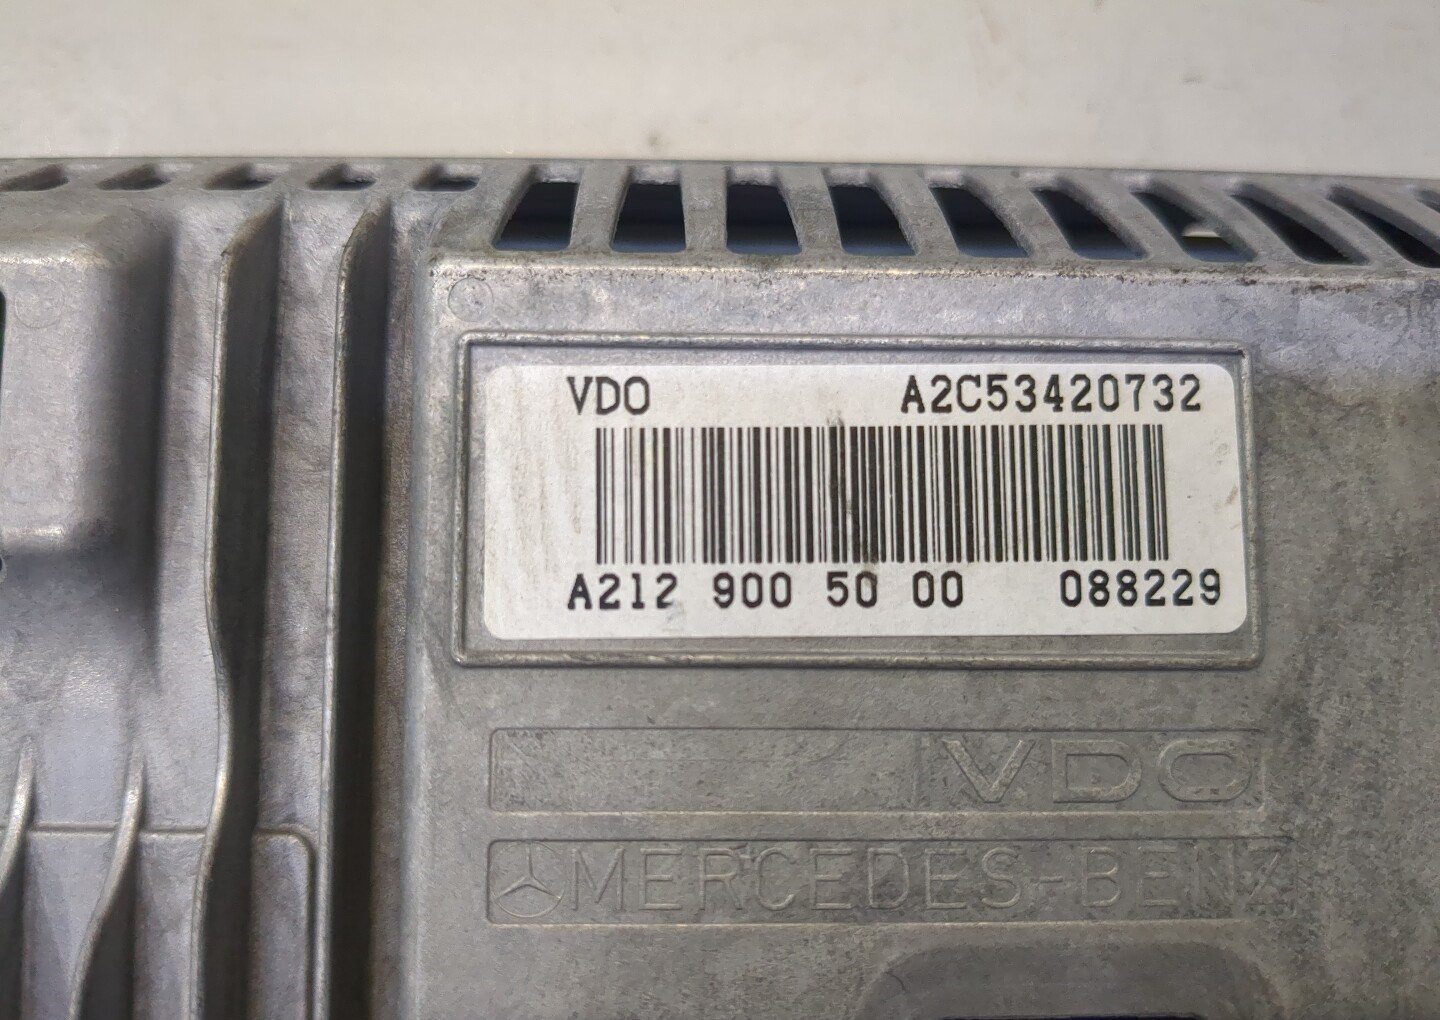 VDO A2C53420732
A212 900 50 00 088229
VDO
MERCEDES-BENZ